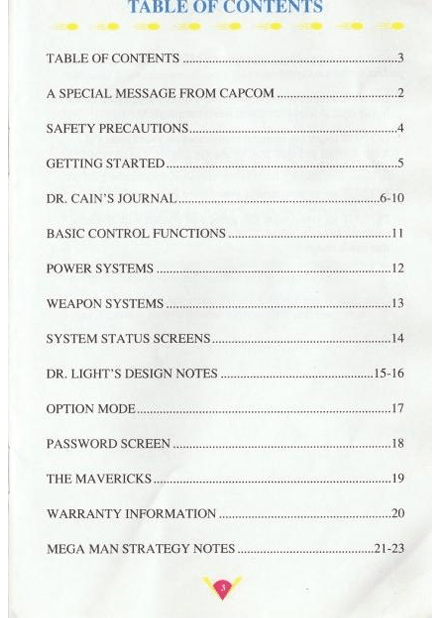 TABLE OF CONTENTS
TABLE OF CONTENTS ..........................................................3
A SPECIAL MESSAGE FROM CAPCOM ..................................2
SAFETY PRECAUTIONS.........................................................4
GETTING STARTED...............................................................5
DR. CAIN'S JOURNAL.......................................................6-10
BASIC CONTROL FUNCTIONS ............................................11
POWER SYSTEMS ................................................................12
WEAPON SYSTEMS .............................................................13
SYSTEM STATUS SCREENS.................................................14
DR. LIGHT'S DESIGN NOTES ..........................................15-16
OPTION MODE.....................................................................17
PASSWORD SCREEN ...........................................................18
THE MAVERICKS.................................................................19
WARRANTY INFORMATION ...............................................20
MEGA MAN STRATEGY NOTES .....................................21-23
3